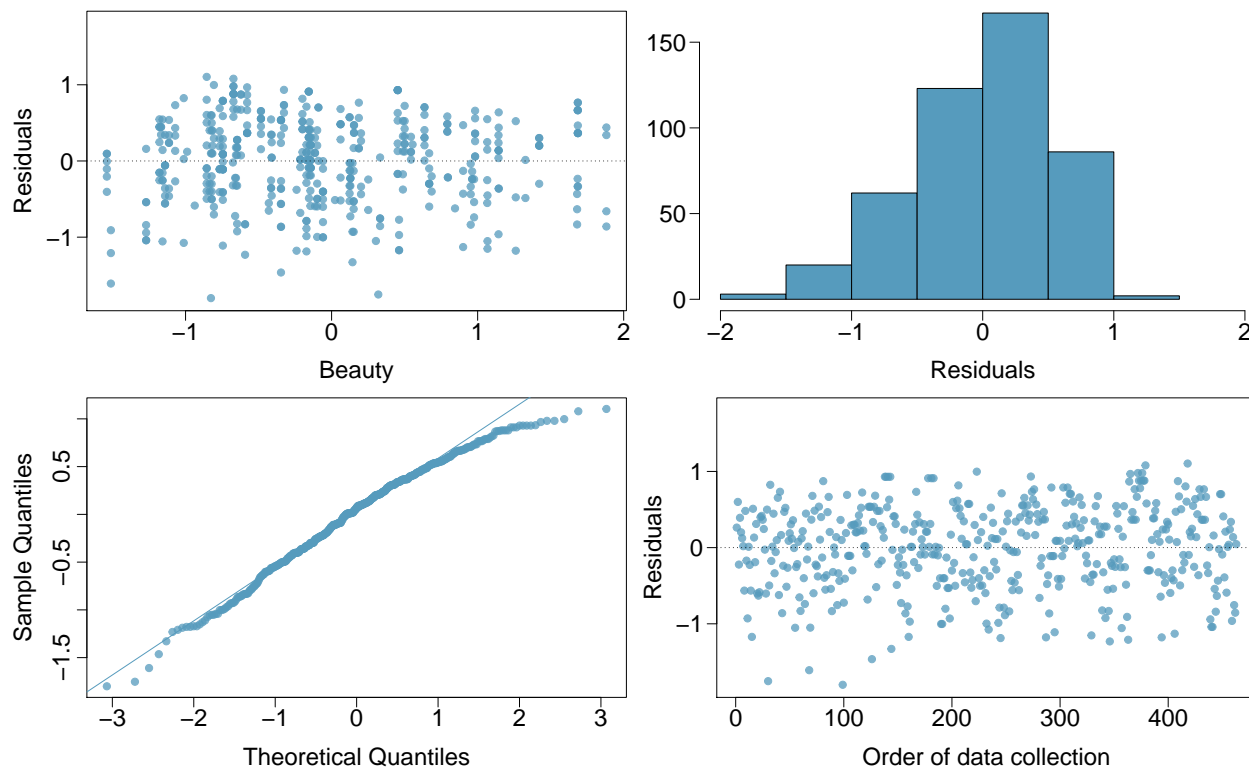 Residuals
1
0
−1
−1 0 1 2
Beauty
150
100
50
0
−2 −1 0 1 2
Residuals
Sample Quantiles
0.5
−0.5
−1.5
−3 −2 −1 0 1 2 3
Theoretical Quantiles
Residuals
1
0
−1
0 100 200 300 400
Order of data collection